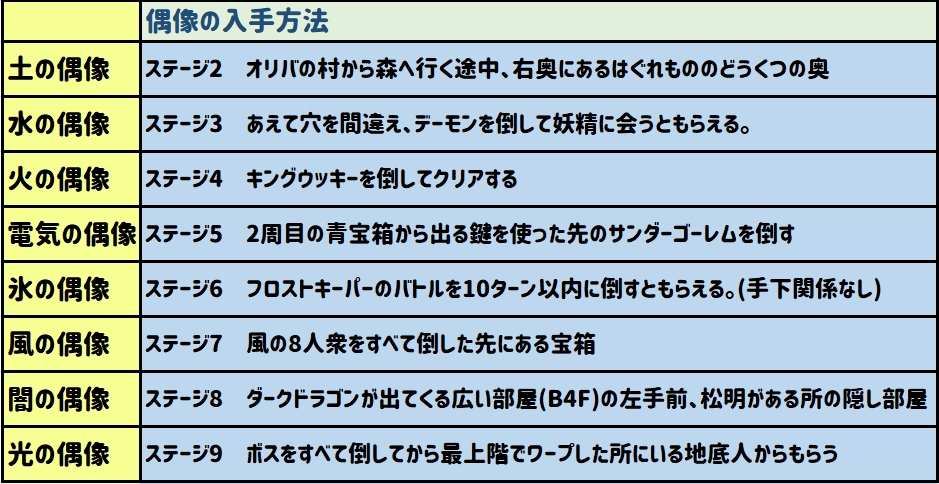 偶像の入手方法
土の偶像 ステージ2 オリバの村から森へ行く途中、右奥にあるはぐれもののどうくつの奥
水の偶像 ステージ3 あえて穴を間違え、デーモンを倒して妖精に会うともらえる。
火の偶像 ステージ4 キングウッキーを倒してクリアする
電気の偶像 ステージ5 2周目の青宝箱から出る鍵を使った先のサンダーゴーレムを倒す
氷の偶像 ステージ6 フロストキーパーのバトルを10ターン以内に倒すともらえる。(手下関係なし)
風の偶像 ステージ7 風の8人衆をすべて倒した先にある宝箱
闇の偶像 ステージ8 ダークドラゴンが出てくる広い部屋(B4F)の左手前、松明がある所の隠し部屋
光の偶像 ステージ9 ボスをすべて倒してから最上階でワープした所にいる地底人からもらう